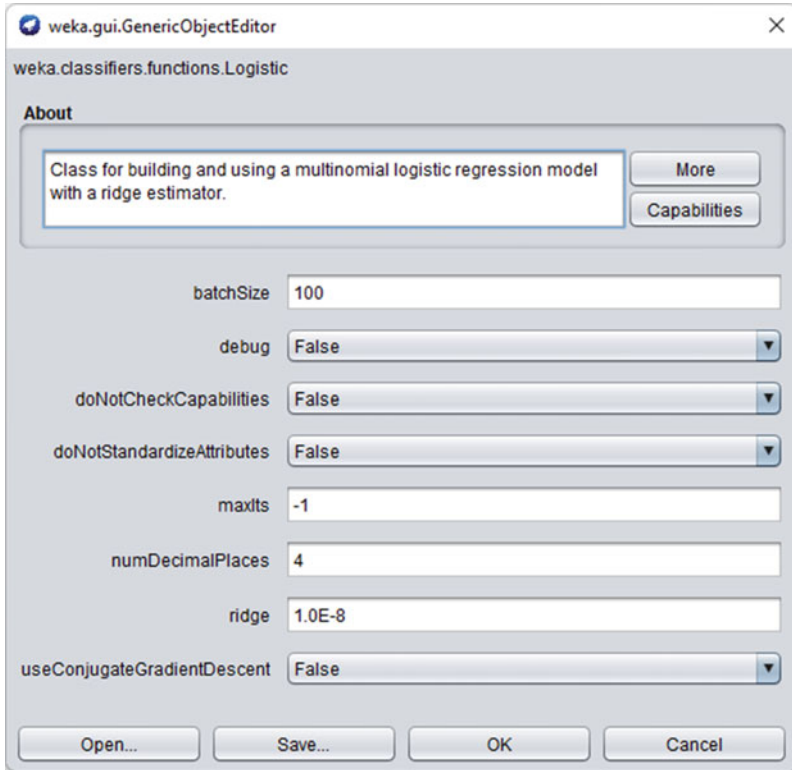 weka.gui.GenericObjectEditor
weka.classifiers.functions.Logistic
About
Class for building and using a multinomial logistic regression model
with a ridge estimator.
More
Capabilities
batchSize 100
debug False
doNotCheckCapabilities False
doNotStandardizeAttributes False
maxIts -1
numDecimalPlaces 4
ridge 1.0E-8
useConjugateGradientDescent False
Open... Save... OK Cancel